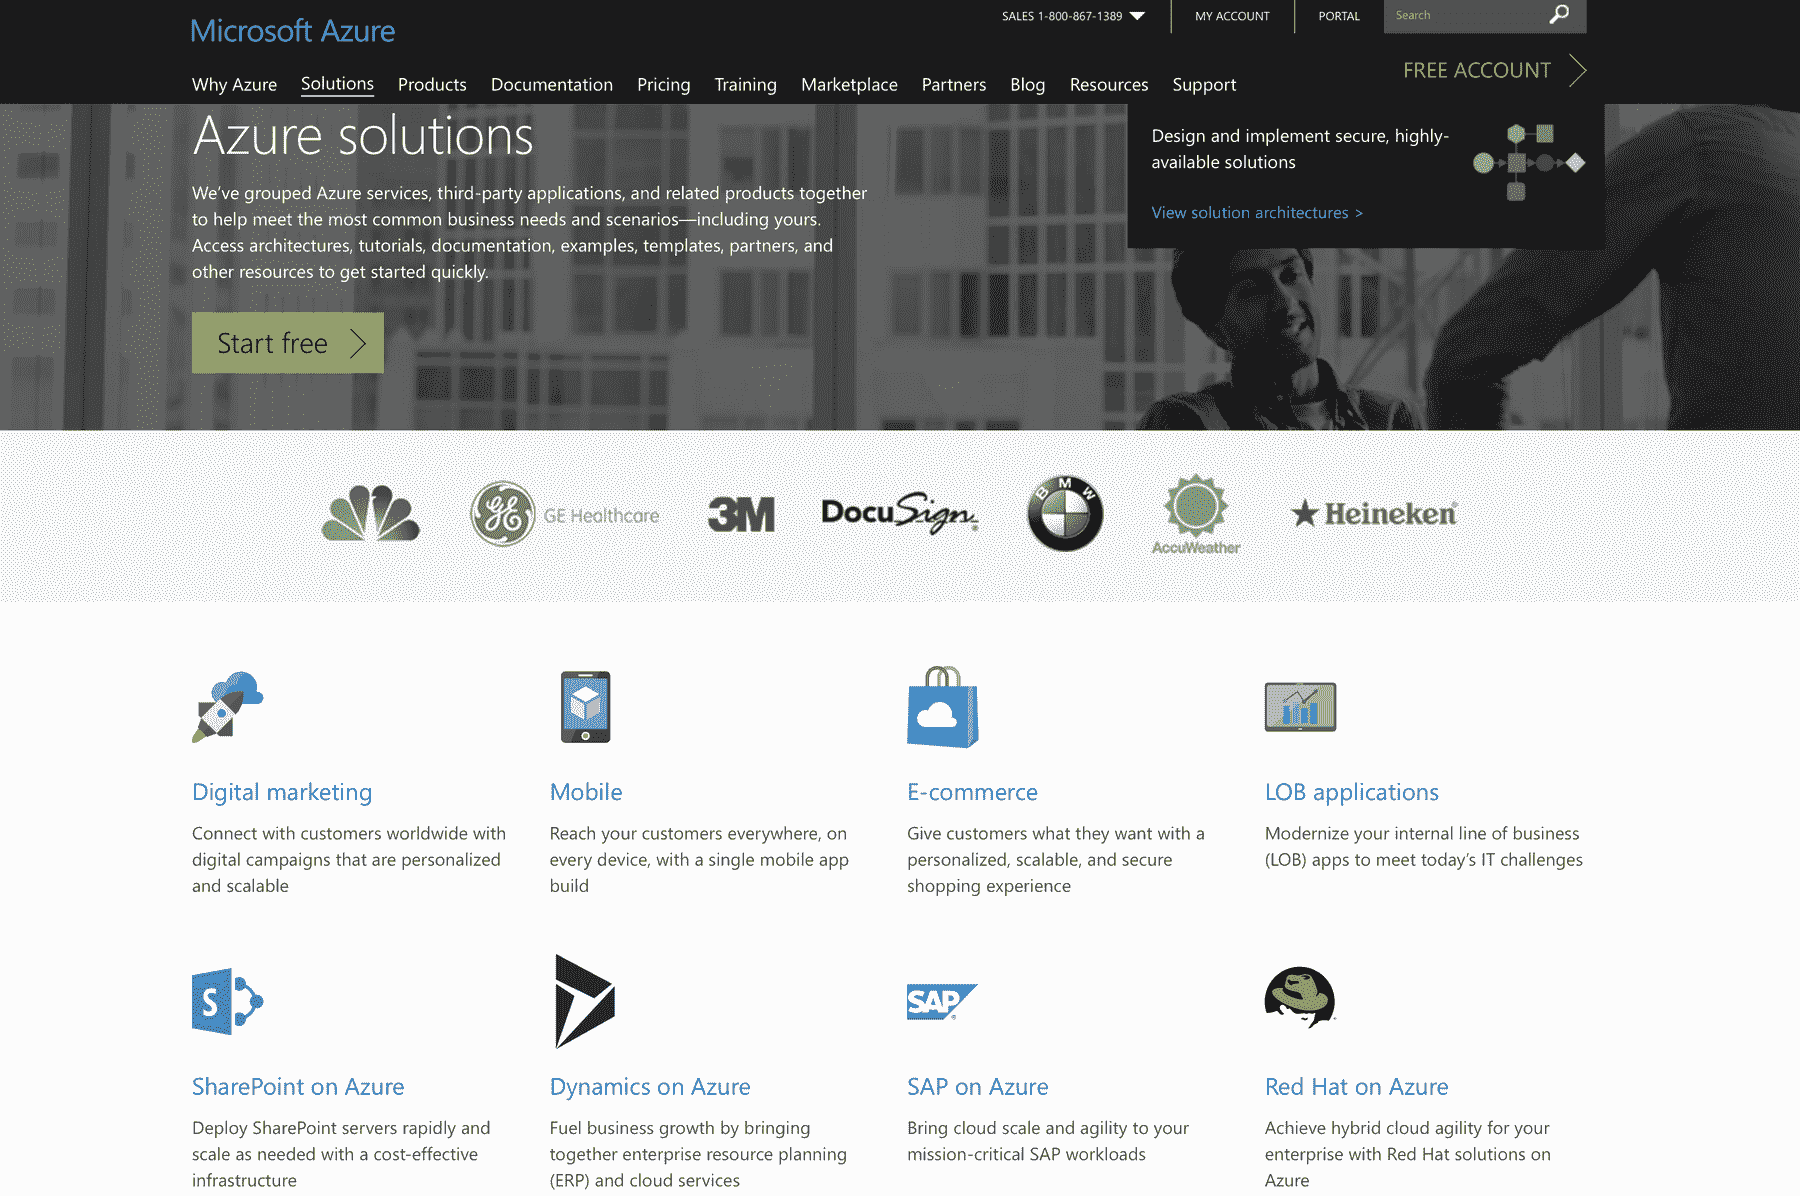 Microsoft Azure
SALES 1-800-867-1389
MY ACCOUNT
PORTAL
Search
FREE ACCOUNT
Why Azure
Solutions
Products
Documentation
Pricing
Training
Marketplace
Partners
Blog
Resources
Support
Azure solutions
We've grouped Azure services, third-party applications, and related products together
to help meet the most common business needs and scenarios—including yours.
Access architectures, tutorials, documentation, examples, templates, partners, and
other resources to get started quickly.
Start free
Design and implement secure, highly-
available solutions
View solution architectures >
GE
GE Healthcare
3M
DocuSign
BMW
AccuWeather
Heineken
Digital marketing
Connect with customers worldwide with
digital campaigns that are personalized
and scalable
Mobile
Reach your customers everywhere, on
every device, with a single mobile app
build
E-commerce
Give customers what they want with a
personalized, scalable, and secure
shopping experience
LOB applications
Modernize your internal line of business
(LOB) apps to meet today's IT challenges
S
SharePoint on Azure
Deploy SharePoint servers rapidly and
scale as needed with a cost-effective
infrastructure
Dynamics on Azure
Fuel business growth by bringing
together enterprise resource planning
(ERP) and cloud services
SAP
SAP on Azure
Bring cloud scale and agility to your
mission-critical SAP workloads
Red Hat on Azure
Achieve hybrid cloud agility for your
enterprise with Red Hat solutions on
Azure